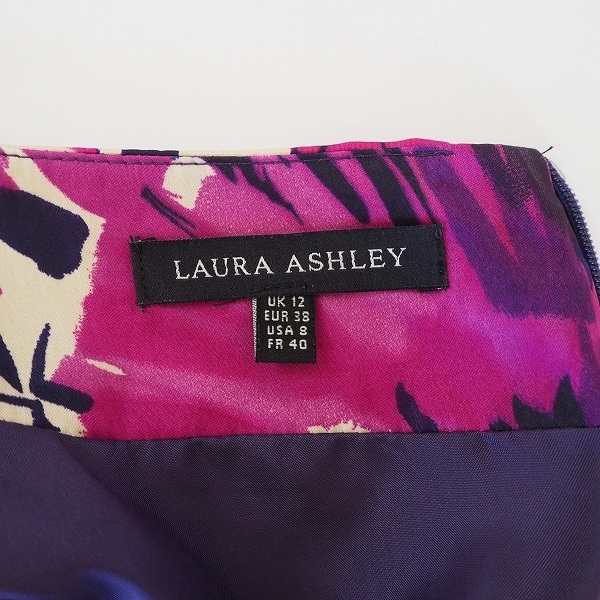 LAURA ASHLEY
UK 12
EUR 38
USA 8
FR 40